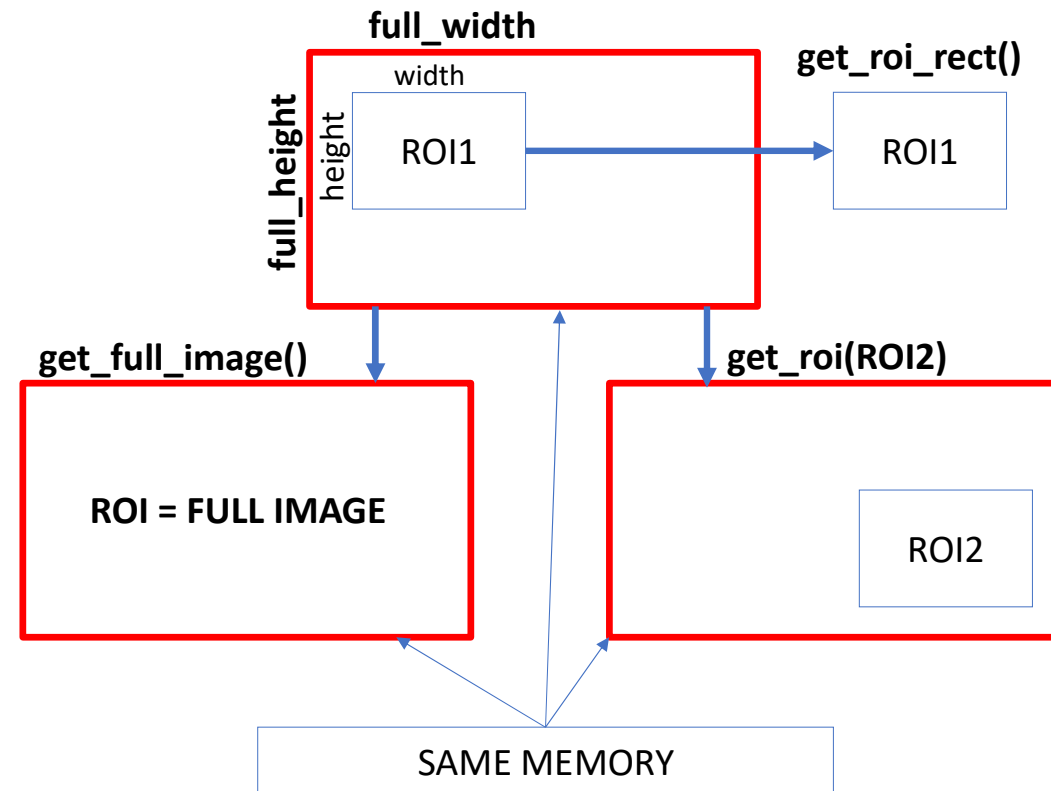 full_width
get_roi_rect()
width
full_height
height
ROI1
ROI1
get_full_image()
get_roi(ROI2)
ROI = FULL IMAGE
ROI2
SAME MEMORY